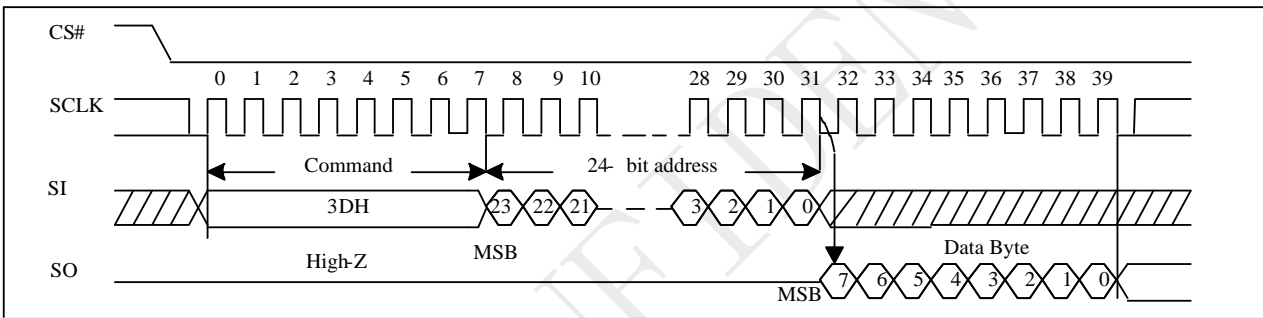 CS#
0 1 2 3 4 5 6 7 8 9 10 28 29 30 31 32 33 34 35 36 37 38 39
SCLK
Command 24- bit address
SI
3DH 23 22 21 3 2 1 0
High-Z MSB Data Byte
SO
MSB 7 6 5 4 3 2 1 0